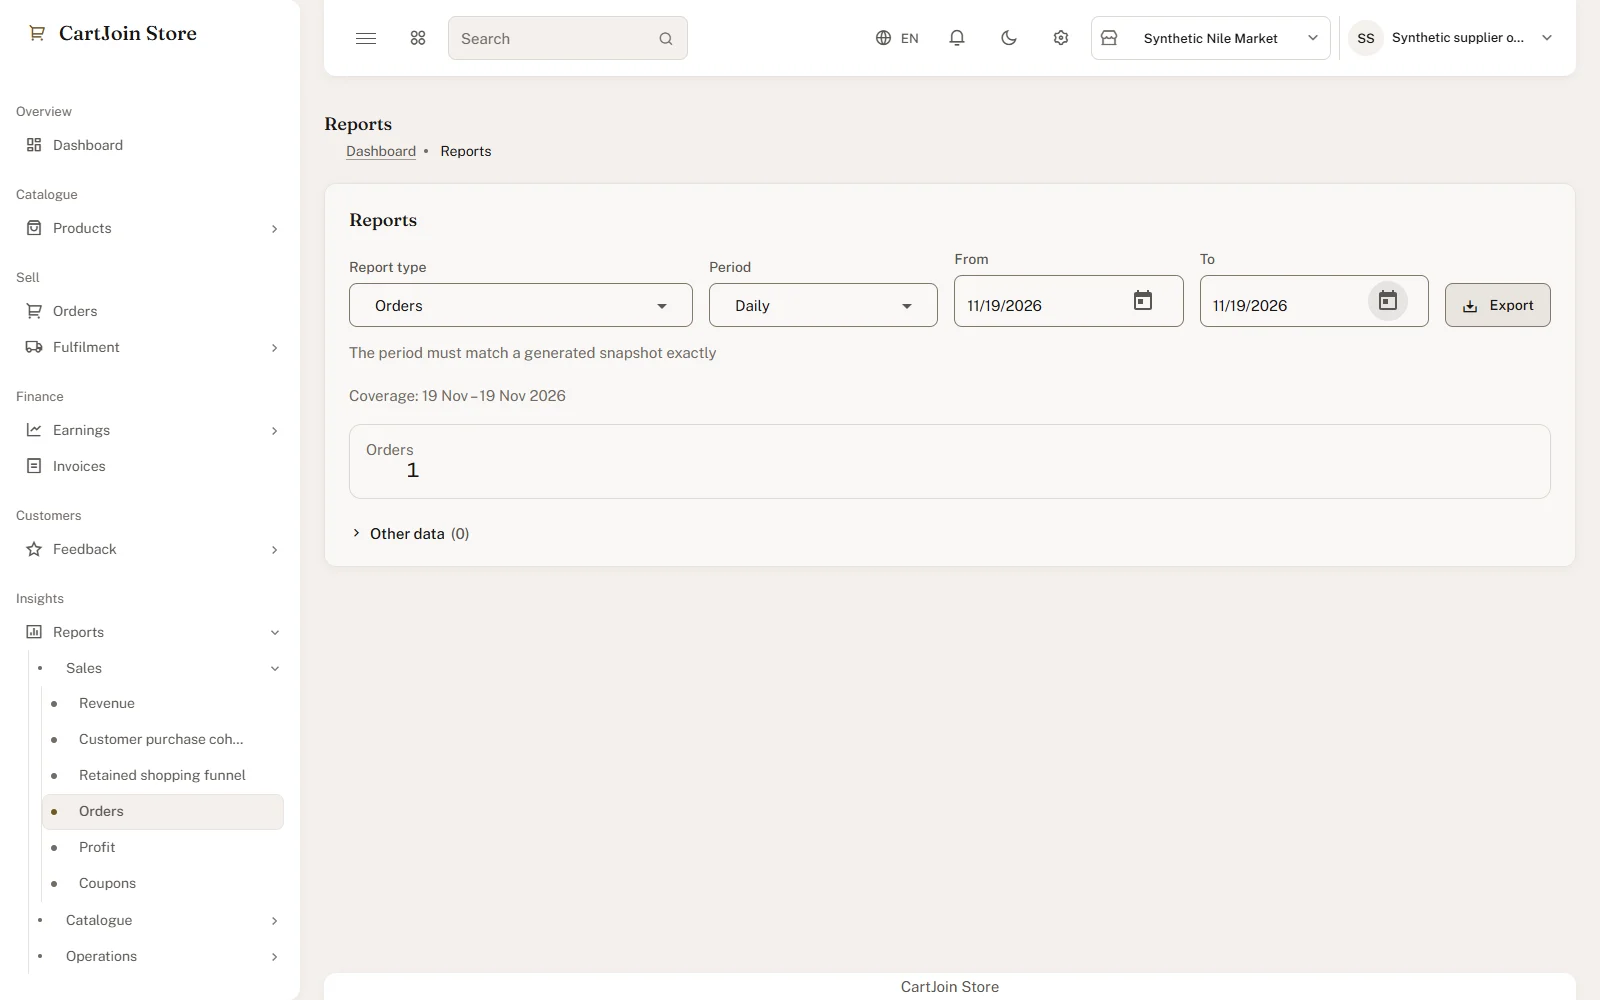 CartJoin Store
Search
EN
Synthetic Nile Market
SS
Synthetic supplier o...
Overview
Dashboard
Catalogue
Products
Sell
Orders
Fulfilment
Finance
Earnings
Invoices
Customers
Feedback
Insights
Reports
Sales
Revenue
Customer purchase coh...
Retained shopping funnel
Orders
Profit
Coupons
Catalogue
Operations
Reports
Dashboard • Reports
Reports
Report type
Period
From
To
Orders
Daily
11/19/2026
11/19/2026
Export
The period must match a generated snapshot exactly
Coverage: 19 Nov – 19 Nov 2026
Orders
1
Other data (0)
CartJoin Store